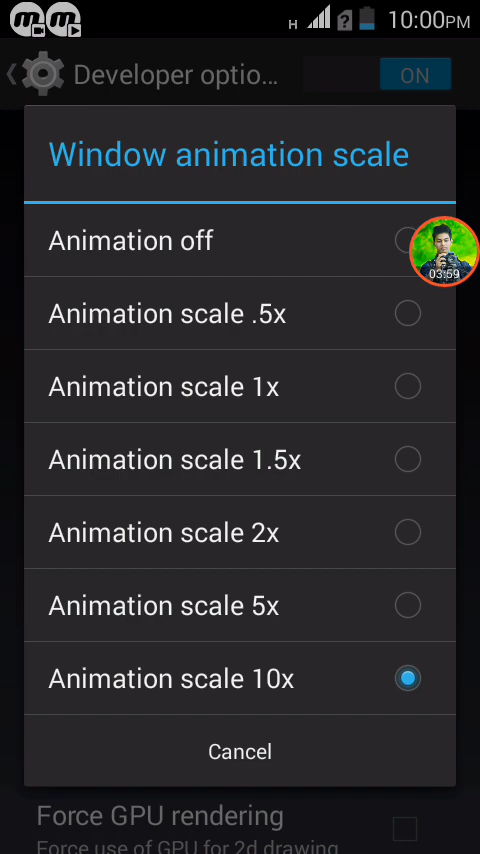 H ? 10:00PM
Developer optio... ON
Window animation scale
Animation off
03:59
Animation scale .5x
Animation scale 1x
Animation scale 1.5x
Animation scale 2x
Animation scale 5x
Animation scale 10x
Cancel
Force GPU rendering
Force use of GPU for 2d drawing